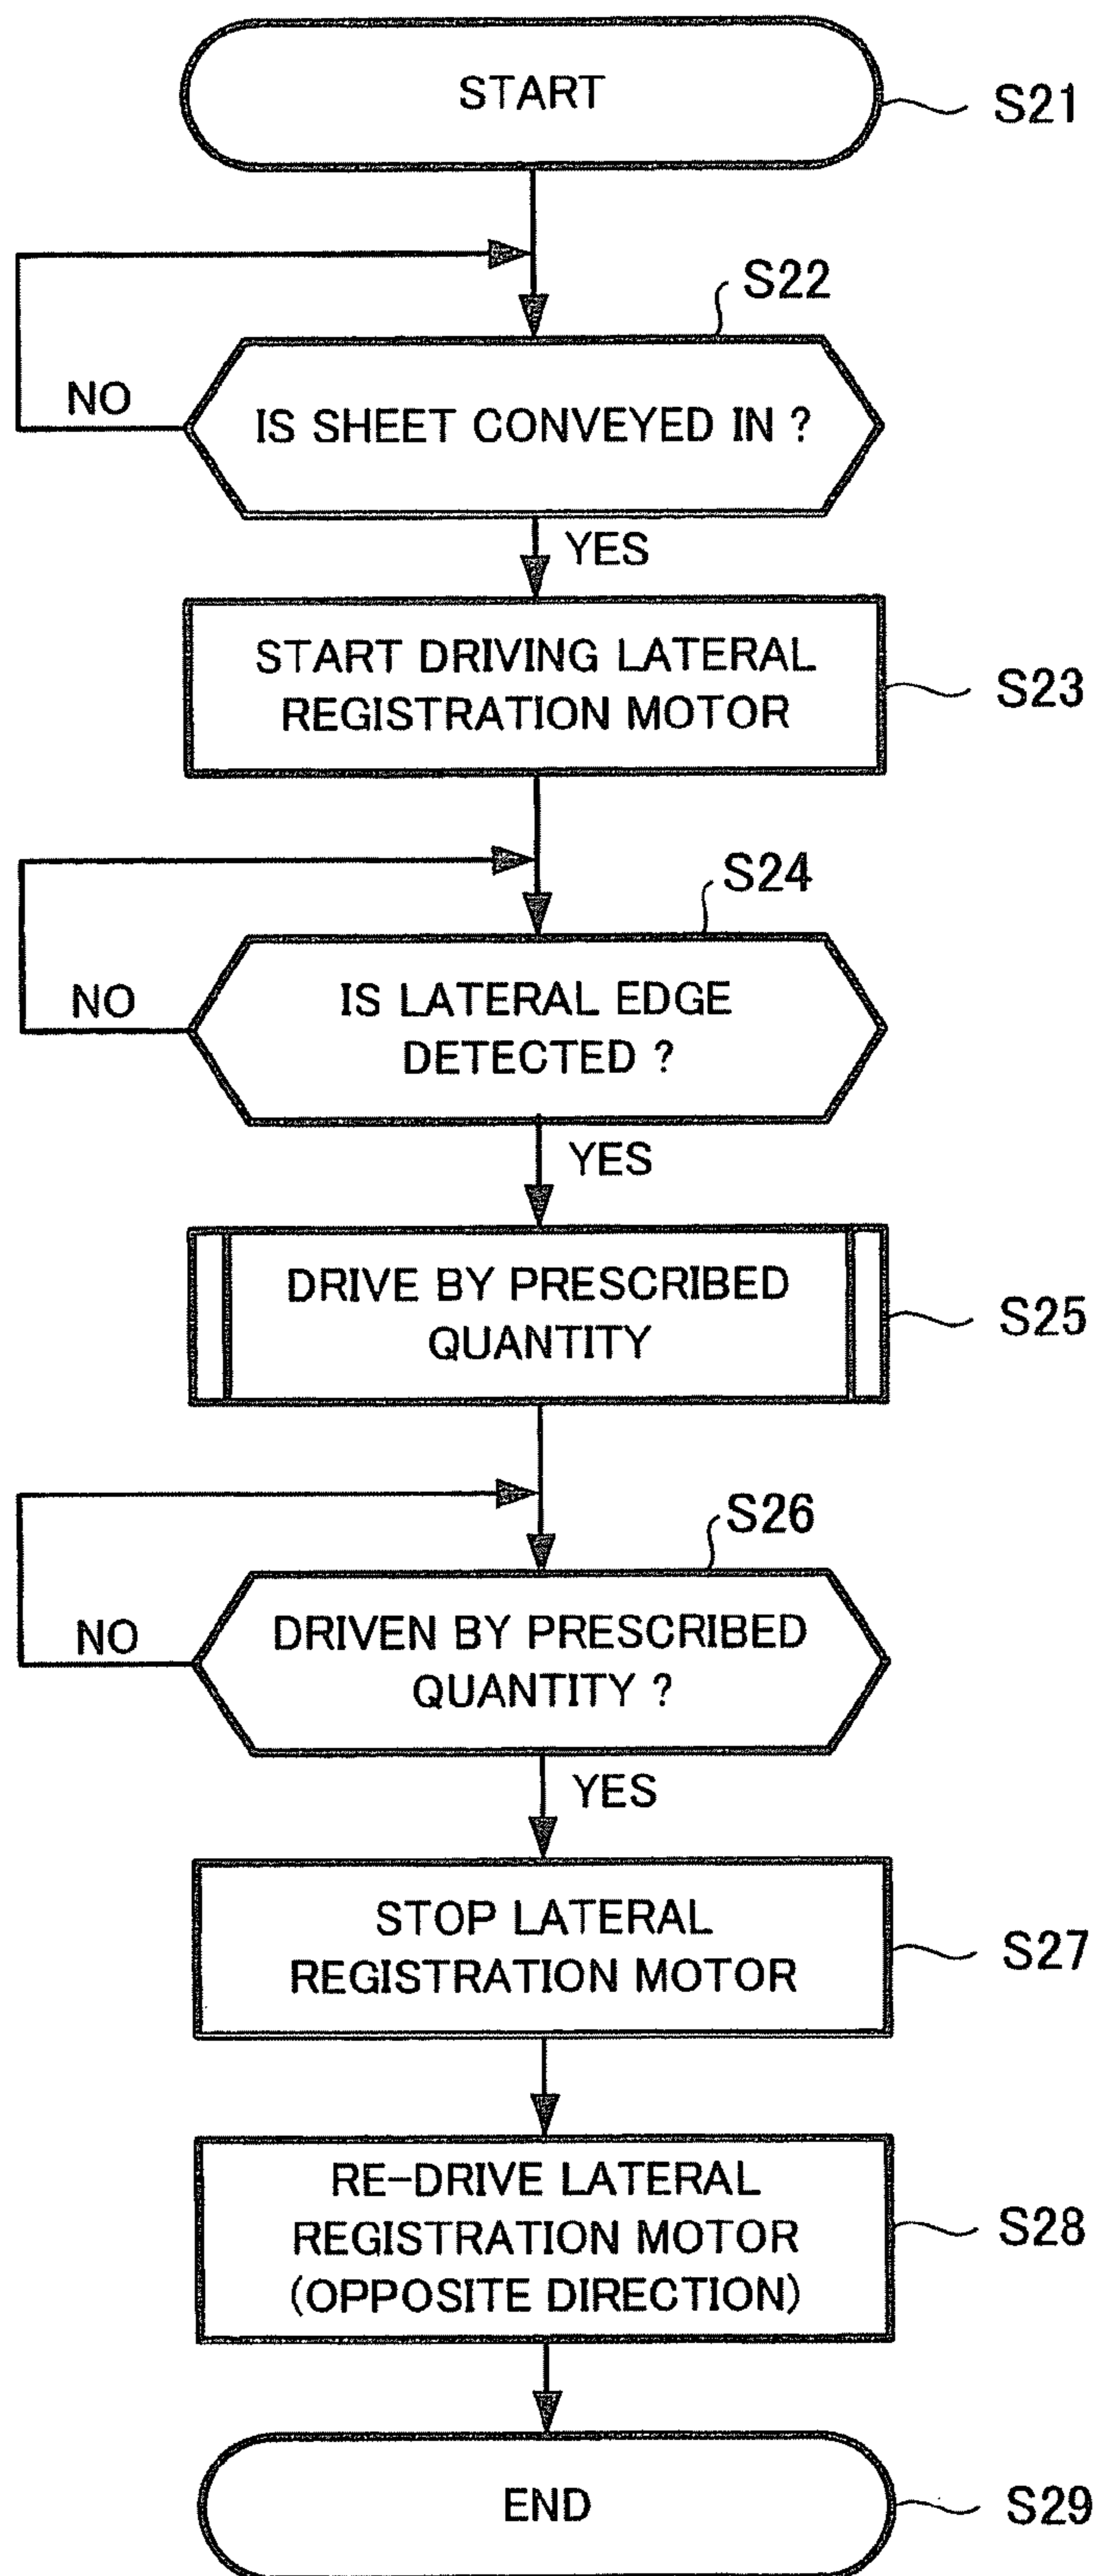 START
S21
S22
NO
IS SHEET CONVEYED IN ?
YES
START DRIVING LATERAL
REGISTRATION MOTOR
S23
S24
NO
IS LATERAL EDGE
DETECTED ?
YES
DRIVE BY PRESCRIBED
QUANTITY
S25
S26
NO
DRIVEN BY PRESCRIBED
QUANTITY ?
YES
STOP LATERAL
REGISTRATION MOTOR
S27
RE-DRIVE LATERAL
REGISTRATION MOTOR
(OPPOSITE DIRECTION)
S28
END
S29